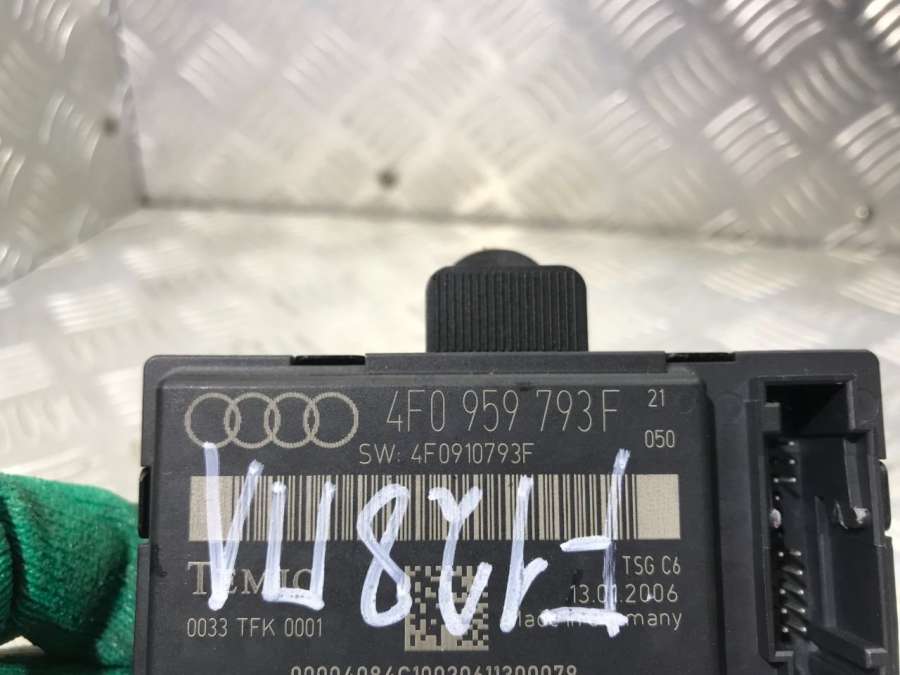 4F0 959 793F 21
SW: 4F0910793F 050
TEMIC TSG C6
13.01.2006
0033 TFK 0001 Made in Germany